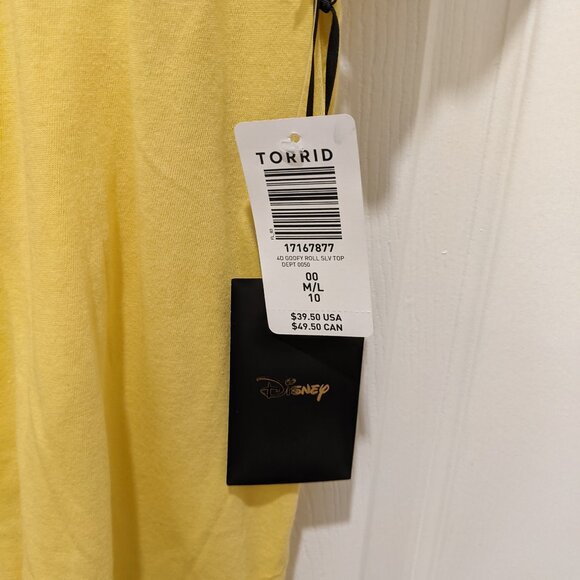 TORRID
17167877
4D GOOFY ROLL SLV TOP
DEPT 0050
00
M/L
10
$39.50 USA
$49.50 CAN
Disney